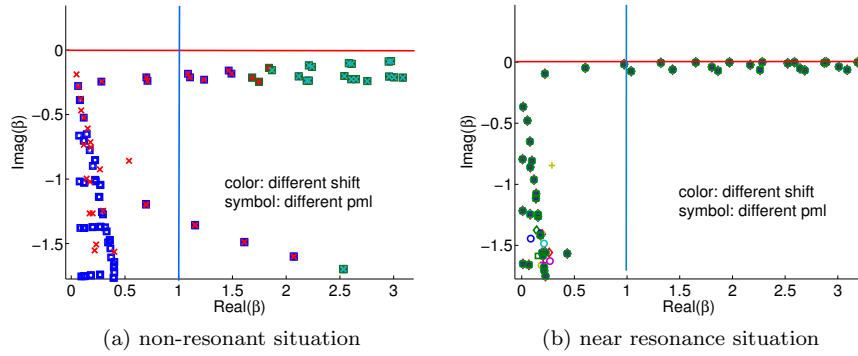 0
−0.5
−1
−1.5
Imag(β)
color: different shift
symbol: different pml
0 0.5 1 1.5 2 2.5 3
Real(β)
(a) non-resonant situation
0
−0.5
−1
−1.5
Imag(β)
color: different shift
symbol: different pml
0 0.5 1 1.5 2 2.5 3
Real(β)
(b) near resonance situation